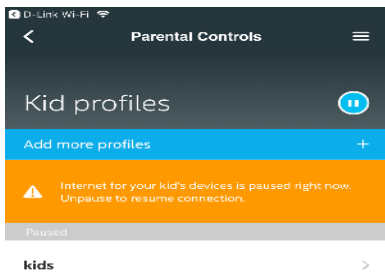 D-Link Wi-Fi
Parental Controls
Kid profiles
Add more profiles +
Internet for your kid's devices is paused right now.
Unpause to resume connection.
Paused
kids